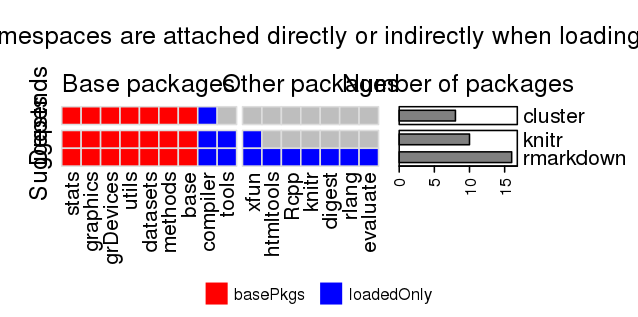 mespaces are attached directly or indirectly when loading
Base packages
Other packages
Number of packages
Depends
Suggests
cluster
knitr
rmarkdown
stats
graphics
grDevices
utils
datasets
methods
base
compiler
tools
xfun
htmltools
Rcpp
knitr
digest
rlang
evaluate
0
5
10
15
basePkgs
loadedOnly